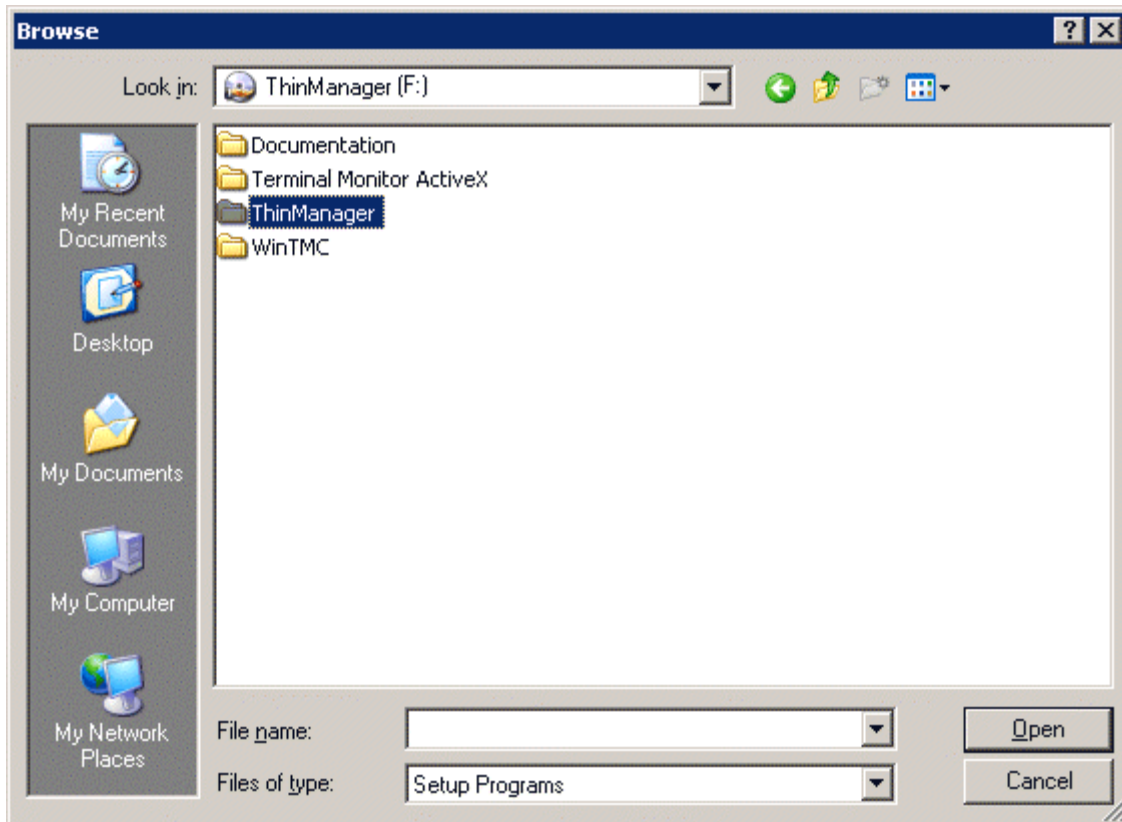 Browse
Look in: ThinManager (F:)
Documentation
Terminal Monitor ActiveX
ThinManager
WinTMC
My Recent
Documents
Desktop
My Documents
My Computer
My Network
Places
File name:
Open
Files of type: Setup Programs
Cancel